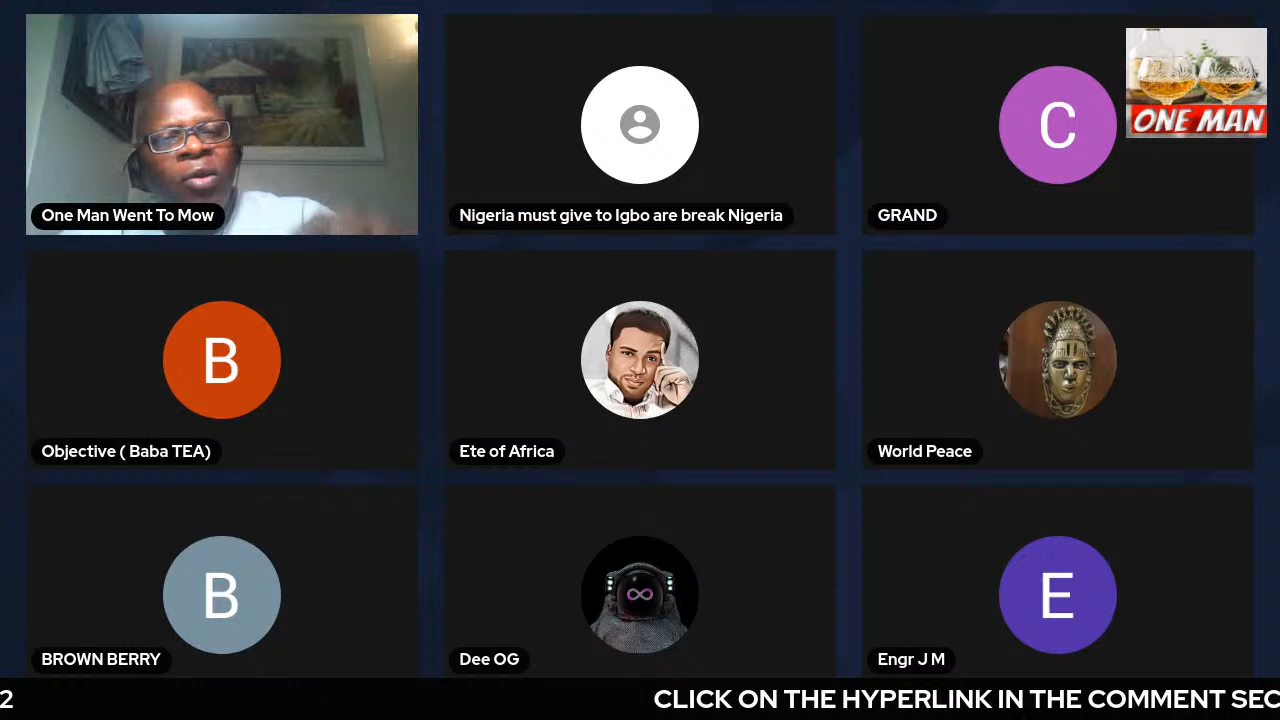 One Man Went To Mow
Nigeria must give to Igbo are break Nigeria
C
GRAND
ONE MAN
B
Objective ( Baba TEA)
Ete of Africa
World Peace
B
BROWN BERRY
Dee OG
E
Engr J M
2
CLICK ON THE HYPERLINK IN THE COMMENT SEC